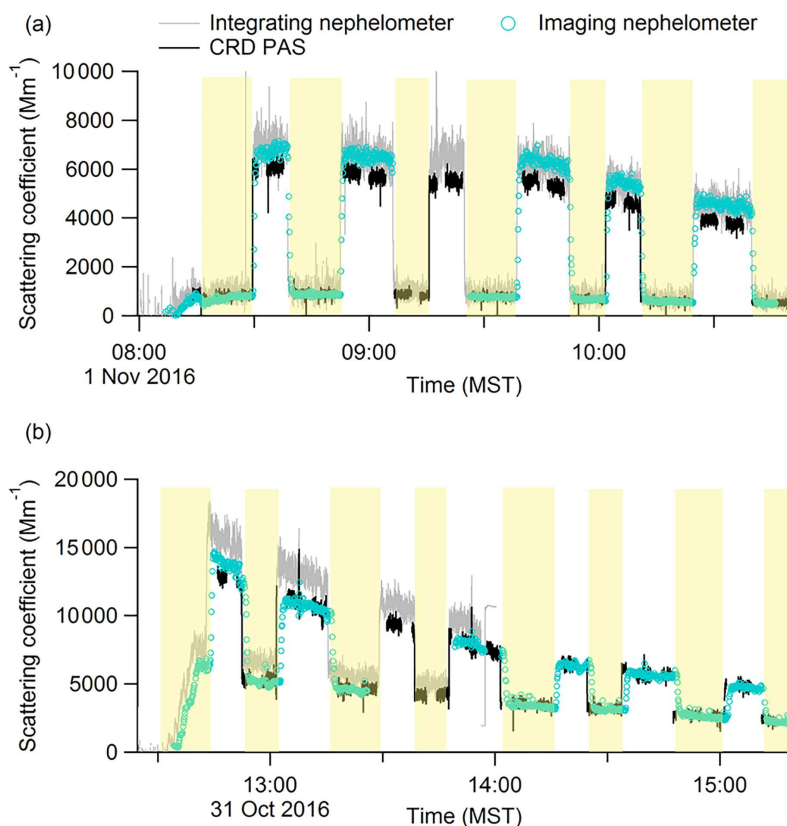 (a)
Integrating nephelometer
Imaging nephelometer
CRD PAS
Scattering coefficient (Mm⁻¹)
10 000
8000
6000
4000
2000
0
08:00
09:00
10:00
1 Nov 2016
Time (MST)
(b)
Scattering coefficient (Mm⁻¹)
20 000
15 000
10 000
5000
0
13:00
14:00
15:00
31 Oct 2016
Time (MST)